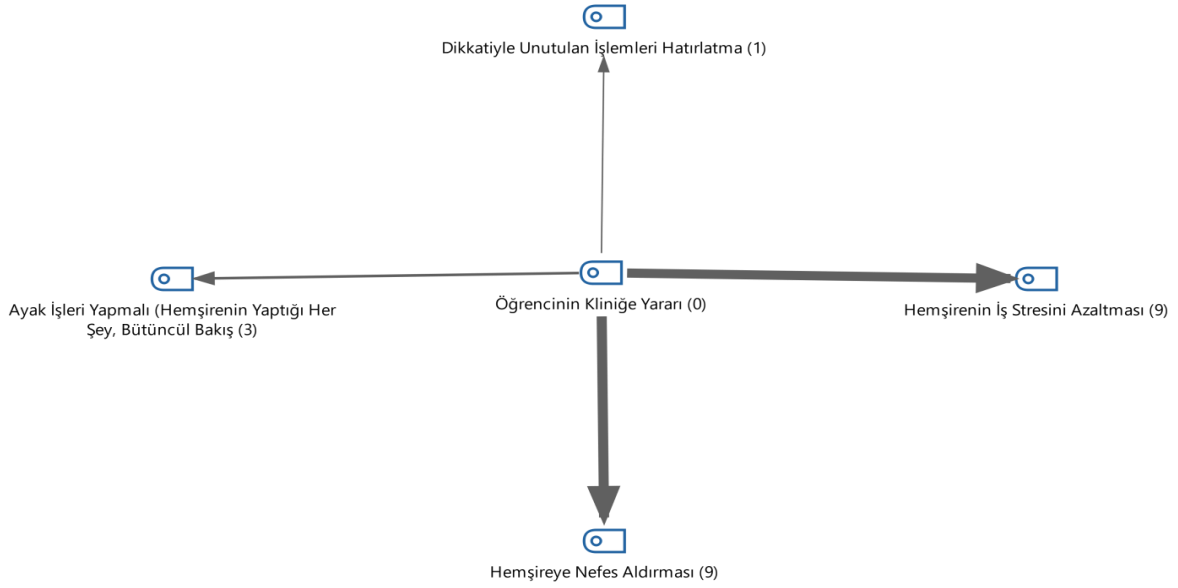 Dikkatiyle Unutulan İşlemleri Hatırlatma (1)
Ayak İşleri Yapmalı (Hemşirenin Yaptığı Her
Şey, Bütüncül Bakış (3)
Öğrencinin Kliniğe Yararı (0)
Hemşirenin İş Stresini Azaltması (9)
Hemşireye Nefes Aldırması (9)